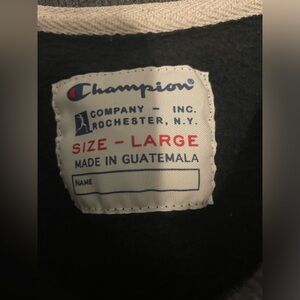 Champion®
COMPANY - INC.
ROCHESTER, N.Y.
SIZE - LARGE
MADE IN GUATEMALA
NAME